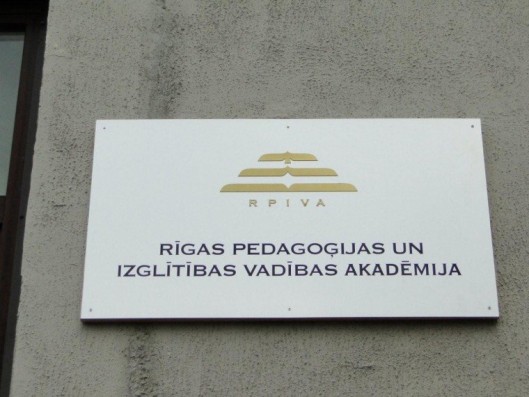 RPIVA
RĪGAS PEDAGOĢIJAS UN
IZGLĪTĪBAS VADĪBAS AKADĒMIJA